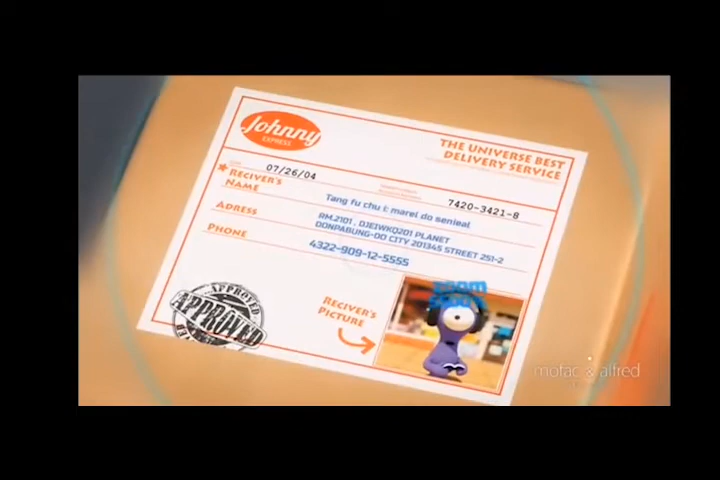 Johnny
EXPRESS
THE UNIVERSE BEST
DELIVERY SERVICE
07/26/04
7420-3421-8
RECIVER'S
NAME
Tang fu chu I: marei do senieal
ADRESS
RM.2101 , DJEIWKQ201 PLANET
DONPABUNG-DO CITY 201345 STREET 251-2
PHONE
4322-909-12-5555
APPROVED
APPROVED
RECIVER'S
PICTURE
motac & alfred